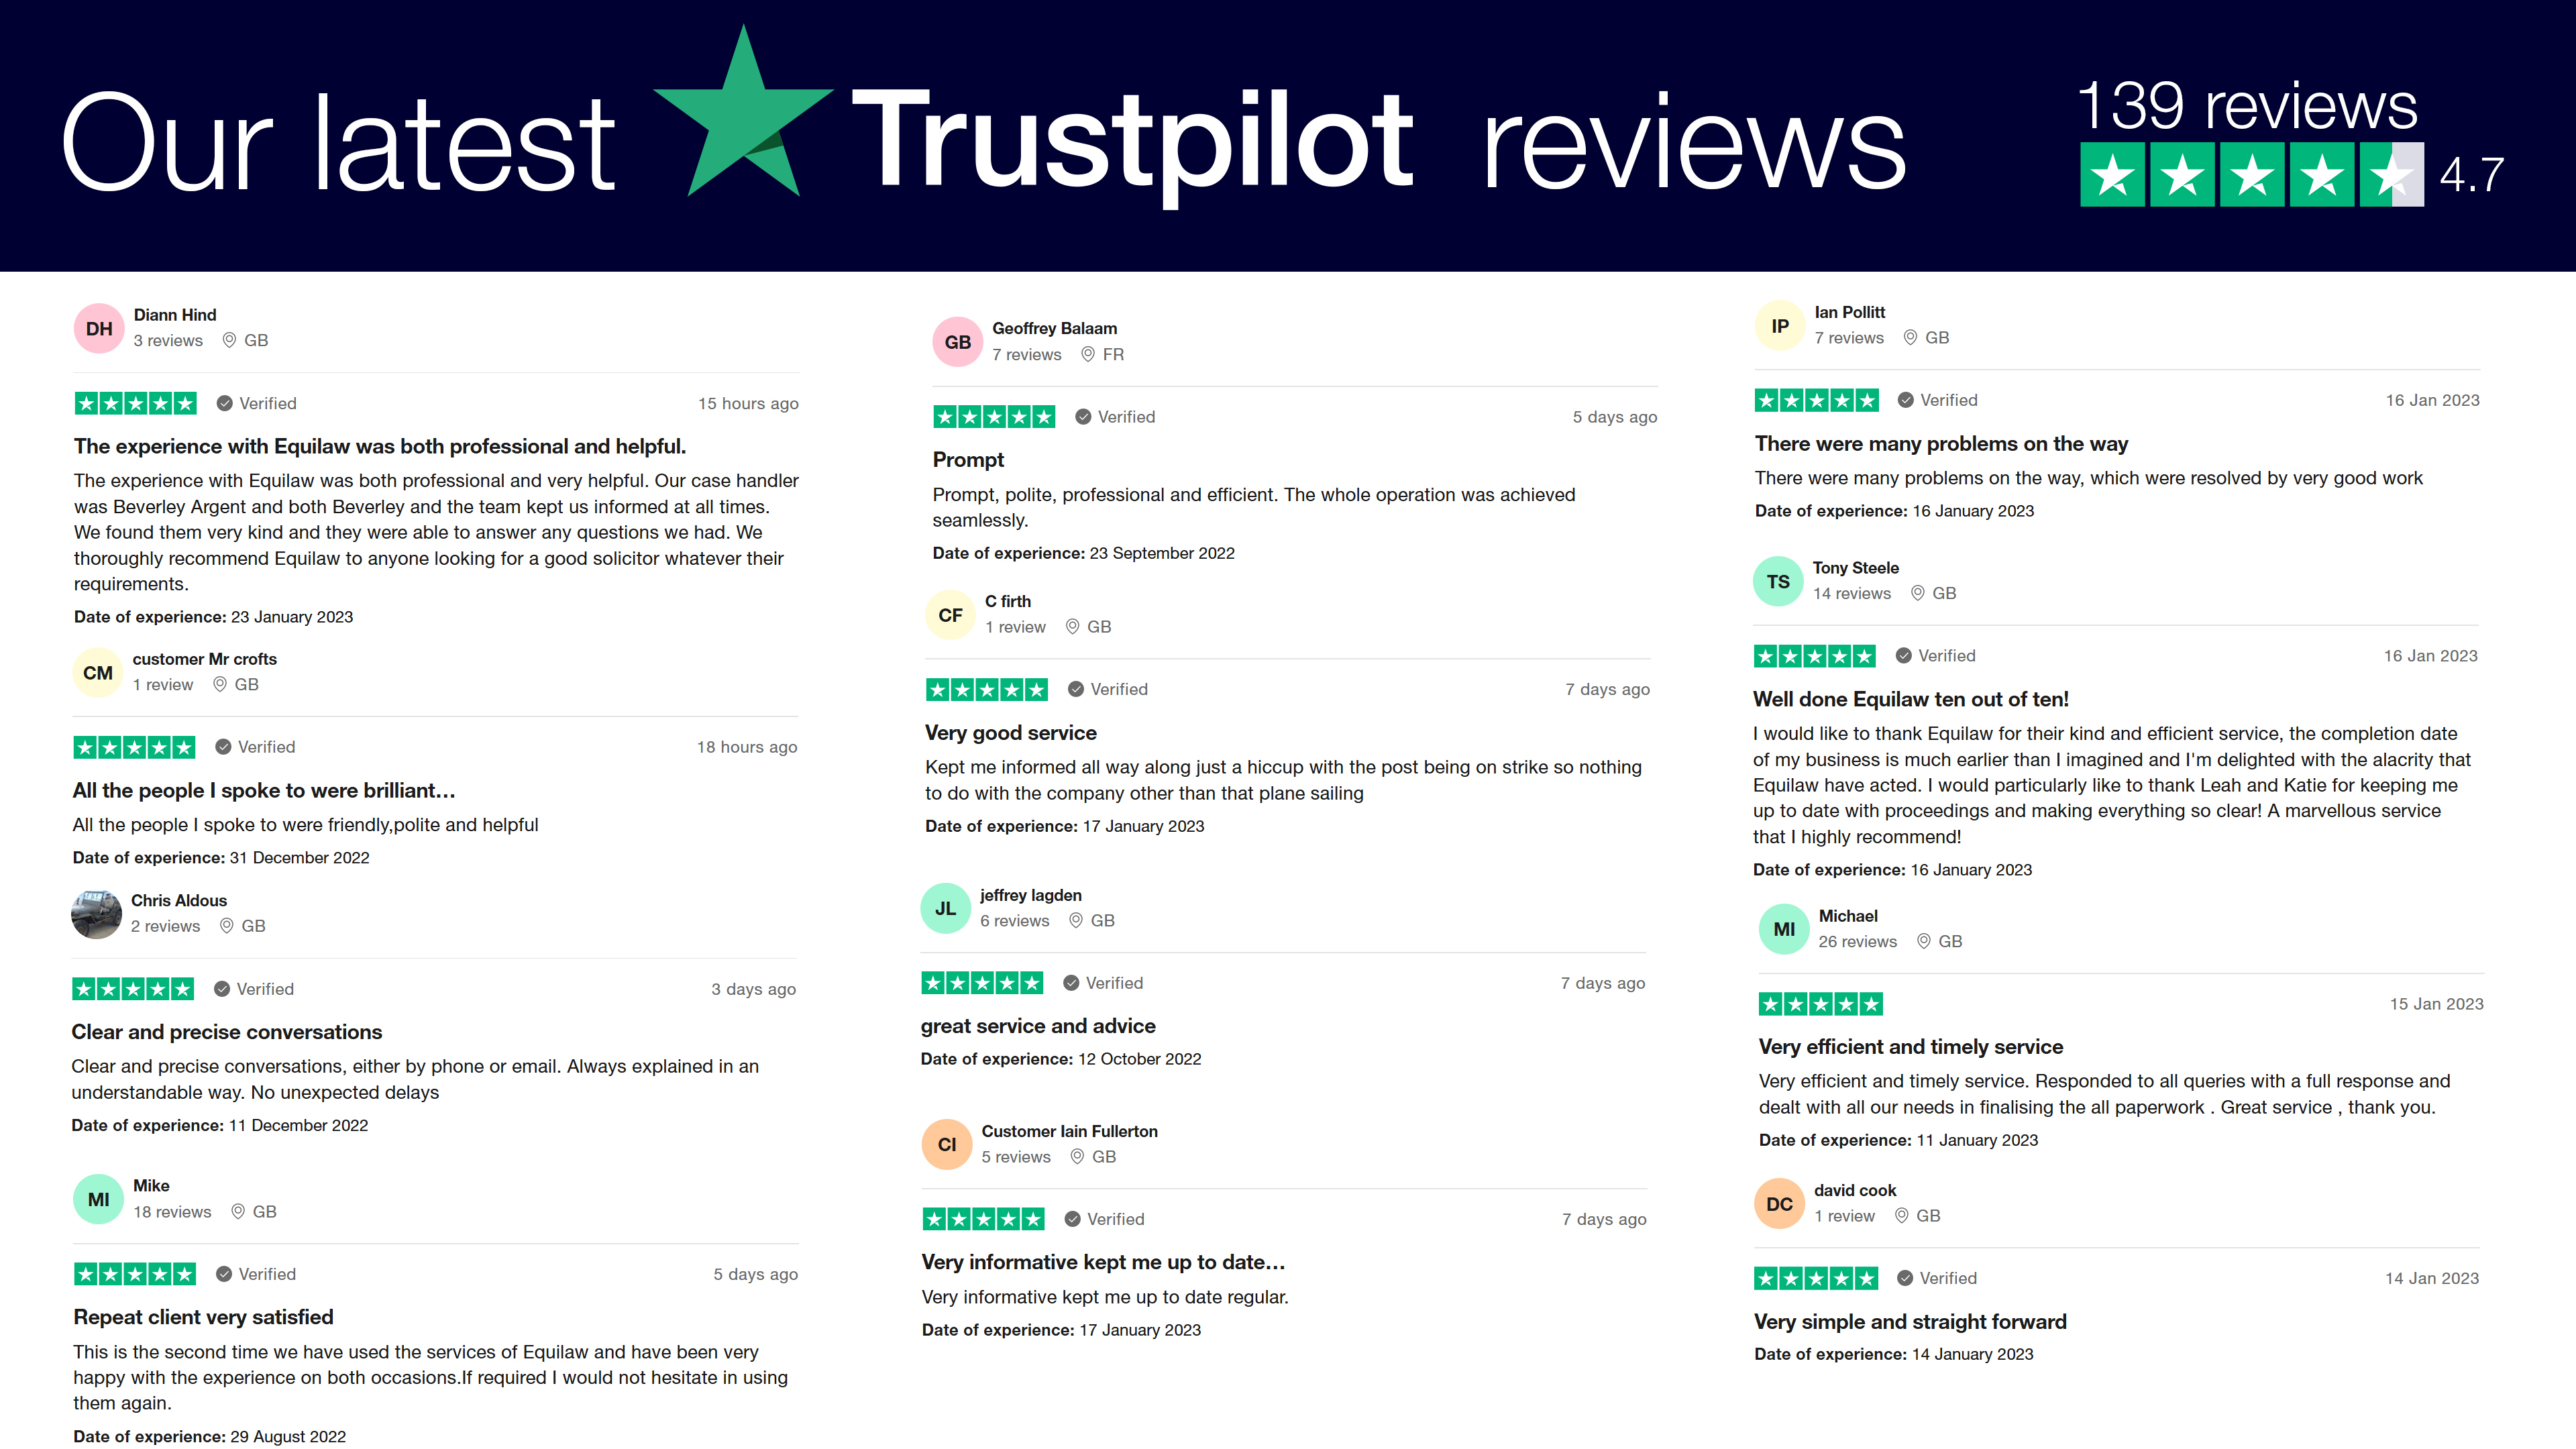 Our latest Trustpilot reviews
139 reviews
4.7
DH
Diann Hind
3 reviews GB
Verified
15 hours ago
The experience with Equilaw was both professional and helpful.
The experience with Equilaw was both professional and very helpful. Our case handler
was Beverley Argent and both Beverley and the team kept us informed at all times.
We found them very kind and they were able to answer any questions we had. We
thoroughly recommend Equilaw to anyone looking for a good solicitor whatever their
requirements.
Date of experience: 23 January 2023
CM
customer Mr crofts
1 review GB
Verified
18 hours ago
All the people I spoke to were brilliant…
All the people I spoke to were friendly,polite and helpful
Date of experience: 31 December 2022
Chris Aldous
2 reviews GB
Verified
3 days ago
Clear and precise conversations
Clear and precise conversations, either by phone or email. Always explained in an
understandable way. No unexpected delays
Date of experience: 11 December 2022
MI
Mike
18 reviews GB
Verified
5 days ago
Repeat client very satisfied
This is the second time we have used the services of Equilaw and have been very
happy with the experience on both occasions.If required I would not hesitate in using
them again.
Date of experience: 29 August 2022
GB
Geoffrey Balaam
7 reviews FR
Verified
5 days ago
Prompt
Prompt, polite, professional and efficient. The whole operation was achieved
seamlessly.
Date of experience: 23 September 2022
CF
C firth
1 review GB
Verified
7 days ago
Very good service
Kept me informed all way along just a hiccup with the post being on strike so nothing
to do with the company other than that plane sailing
Date of experience: 17 January 2023
JL
jeffrey lagden
6 reviews GB
Verified
7 days ago
great service and advice
Date of experience: 12 October 2022
CI
Customer Iain Fullerton
5 reviews GB
Verified
7 days ago
Very informative kept me up to date…
Very informative kept me up to date regular.
Date of experience: 17 January 2023
IP
Ian Pollitt
7 reviews GB
Verified
16 Jan 2023
There were many problems on the way
There were many problems on the way, which were resolved by very good work
Date of experience: 16 January 2023
TS
Tony Steele
14 reviews GB
Verified
16 Jan 2023
Well done Equilaw ten out of ten!
I would like to thank Equilaw for their kind and efficient service, the completion date
of my business is much earlier than I imagined and I'm delighted with the alacrity that
Equilaw have acted. I would particularly like to thank Leah and Katie for keeping me
up to date with proceedings and making everything so clear! A marvellous service
that I highly recommend!
Date of experience: 16 January 2023
MI
Michael
26 reviews GB
15 Jan 2023
Very efficient and timely service
Very efficient and timely service. Responded to all queries with a full response and
dealt with all our needs in finalising the all paperwork . Great service , thank you.
Date of experience: 11 January 2023
DC
david cook
1 review GB
Verified
14 Jan 2023
Very simple and straight forward
Date of experience: 14 January 2023